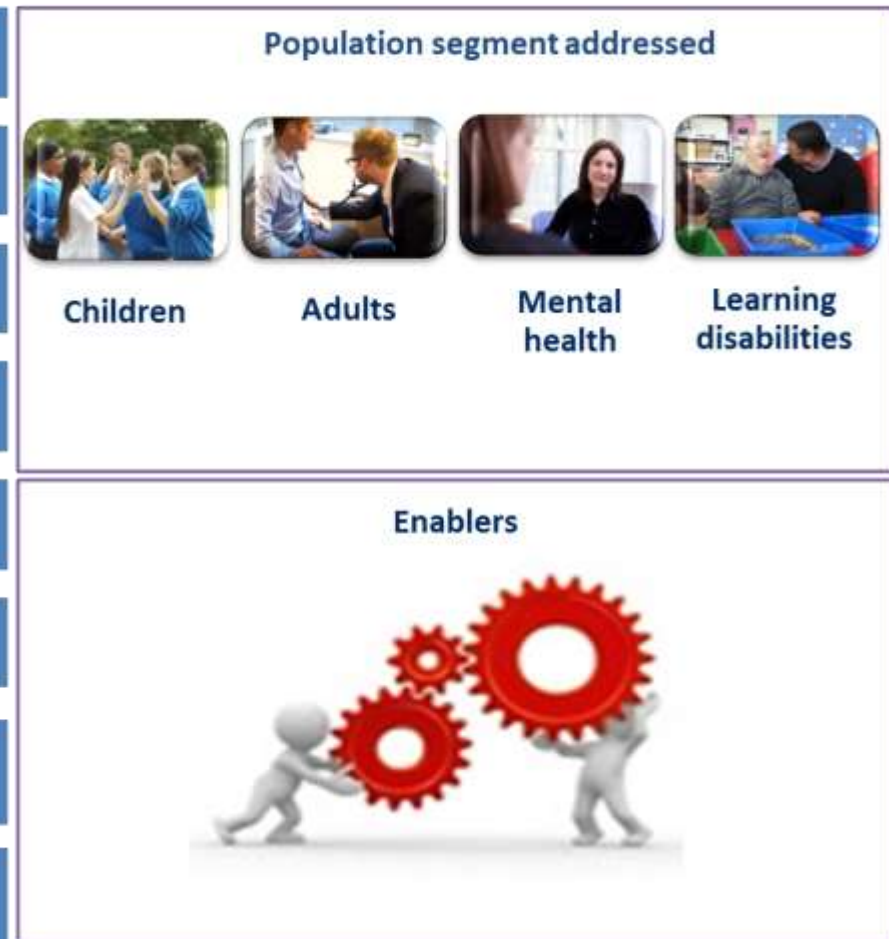 Population segment addressed
Children
Adults
Mental
health
Learning
disabilities
Enablers